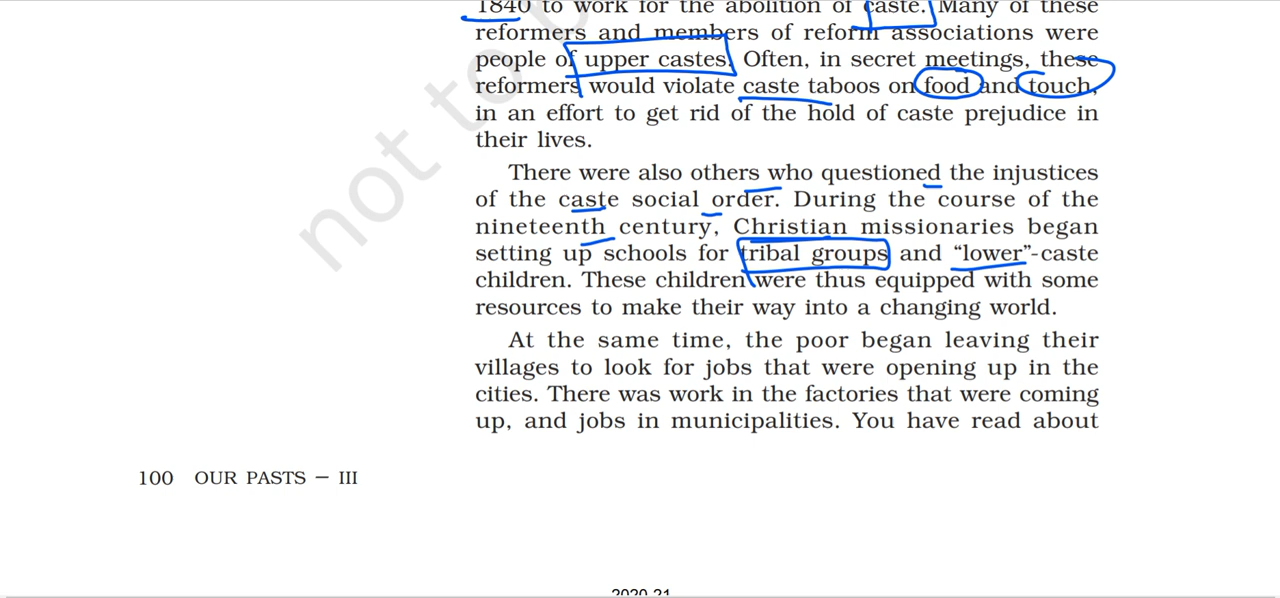 1840 to work for the abolition of caste. Many of these
reformers and members of reform associations were
people of upper castes. Often, in secret meetings, these
reformers would violate caste taboos on food and touch,
in an effort to get rid of the hold of caste prejudice in
their lives.
There were also others who questioned the injustices
of the caste social order. During the course of the
nineteenth century, Christian missionaries began
setting up schools for tribal groups and “lower”-caste
children. These children were thus equipped with some
resources to make their way into a changing world.
At the same time, the poor began leaving their
villages to look for jobs that were opening up in the
cities. There was work in the factories that were coming
up, and jobs in municipalities. You have read about
100 OUR PASTS – III
2020-21
not to b